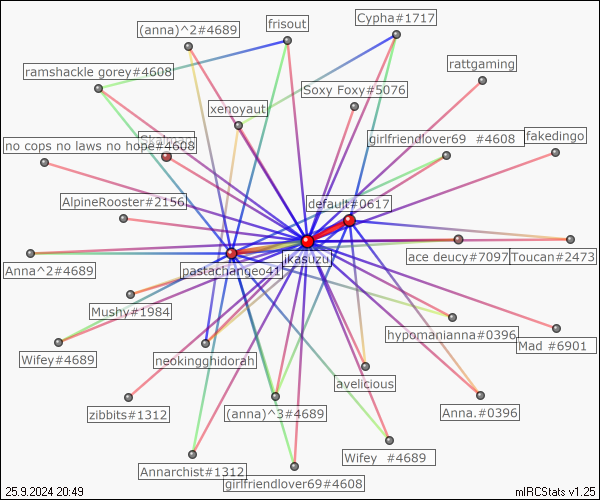 Cypha#1717
frisout
(anna)^2#4689
rattgaming
ramshackle gorey#4608
Soxy Foxy#5076
xenoyaut
girlfriendlover69 #4608
fakedingo
no cops no laws no hope#4608
AlpineRooster#2156
default#0617
jkasuzu
ace deucy#7097
Toucan#2473
Anna^2#4689
pastachangeo41
Mushy#1984
hypomanianna#0396
Mad #6901
Wifey#4689
neokingghidorah
avelicious
zibbits#1312
(anna)^3#4689
Anna.#0396
Wifey #4689
Annarchist#1312
girlfriendlover69#4608
25.9.2024 20:49
mIRCStats v1.25